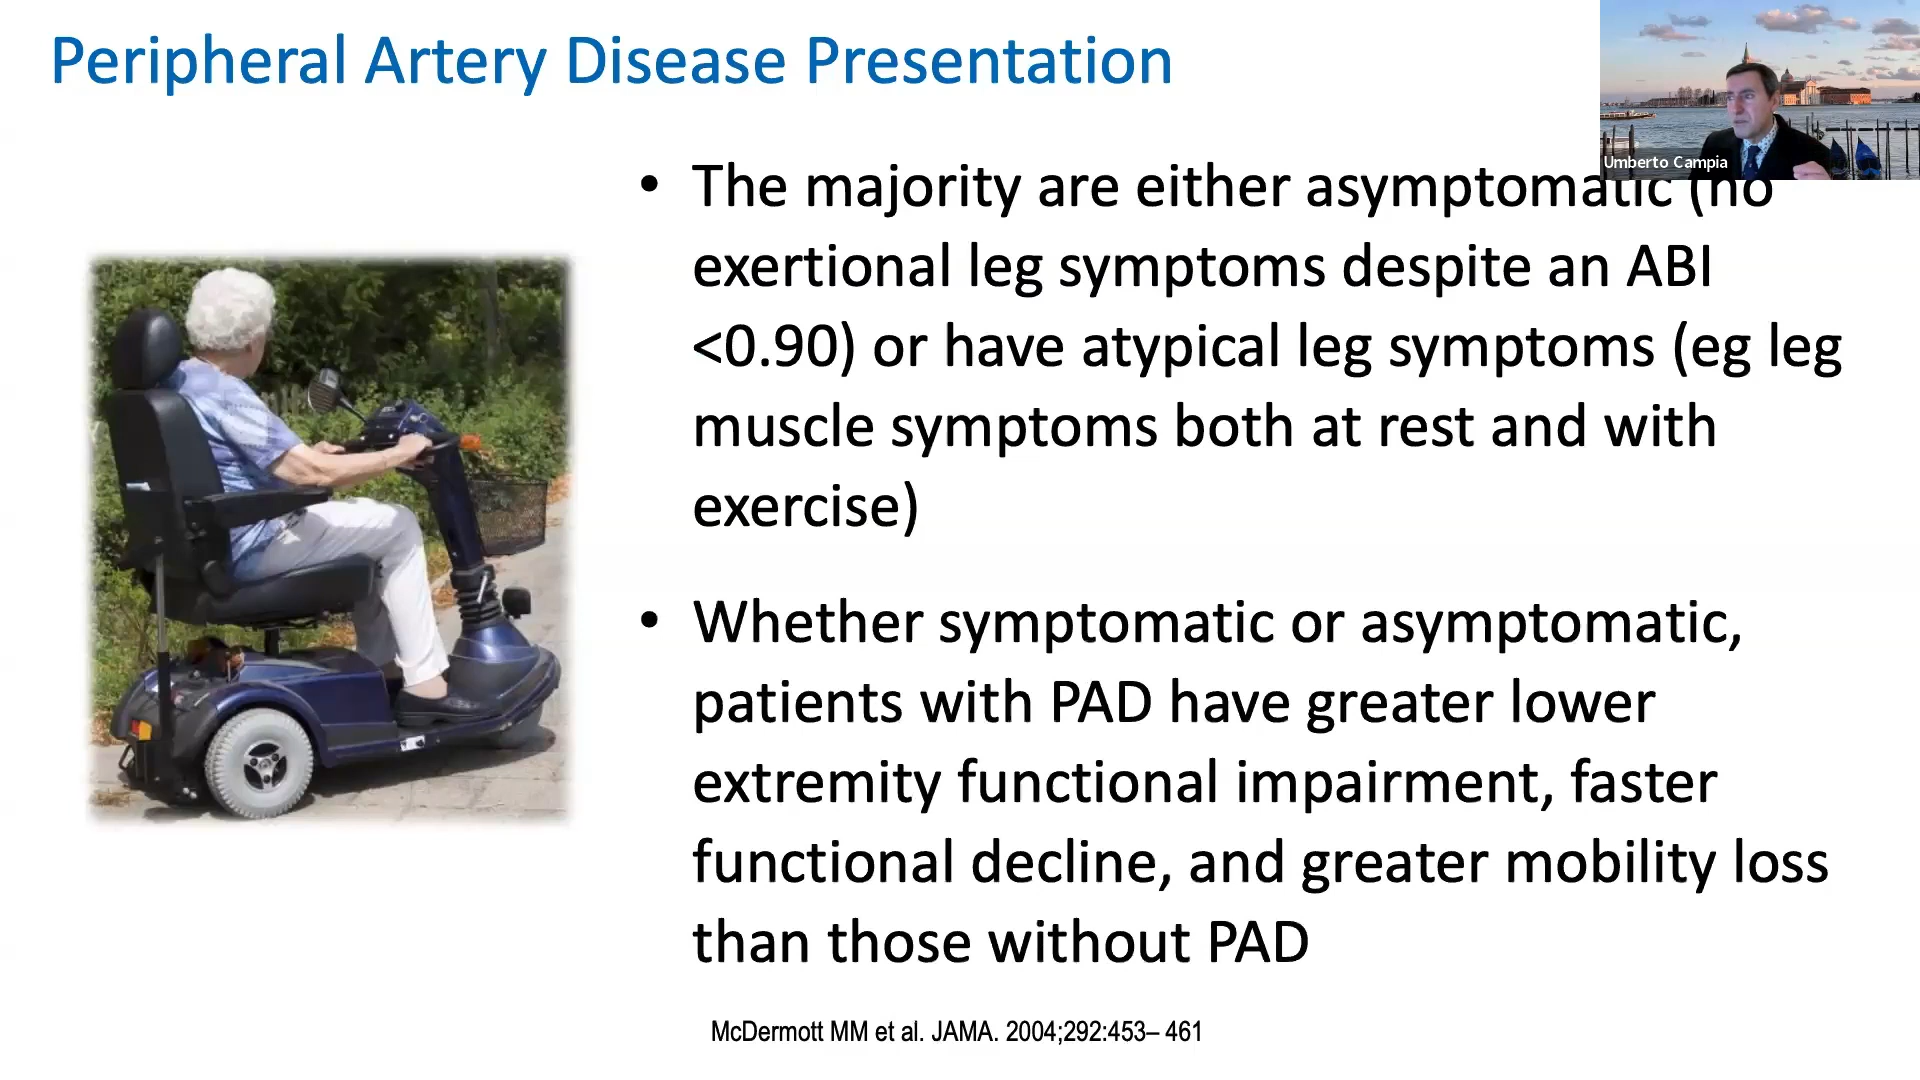 Peripheral Artery Disease Presentation
Umberto Campia
• The majority are either asymptomatic (no
exertional leg symptoms despite an ABI
<0.90) or have atypical leg symptoms (eg leg
muscle symptoms both at rest and with
exercise)
• Whether symptomatic or asymptomatic,
patients with PAD have greater lower
extremity functional impairment, faster
functional decline, and greater mobility loss
than those without PAD
McDermott MM et al. JAMA. 2004;292:453– 461